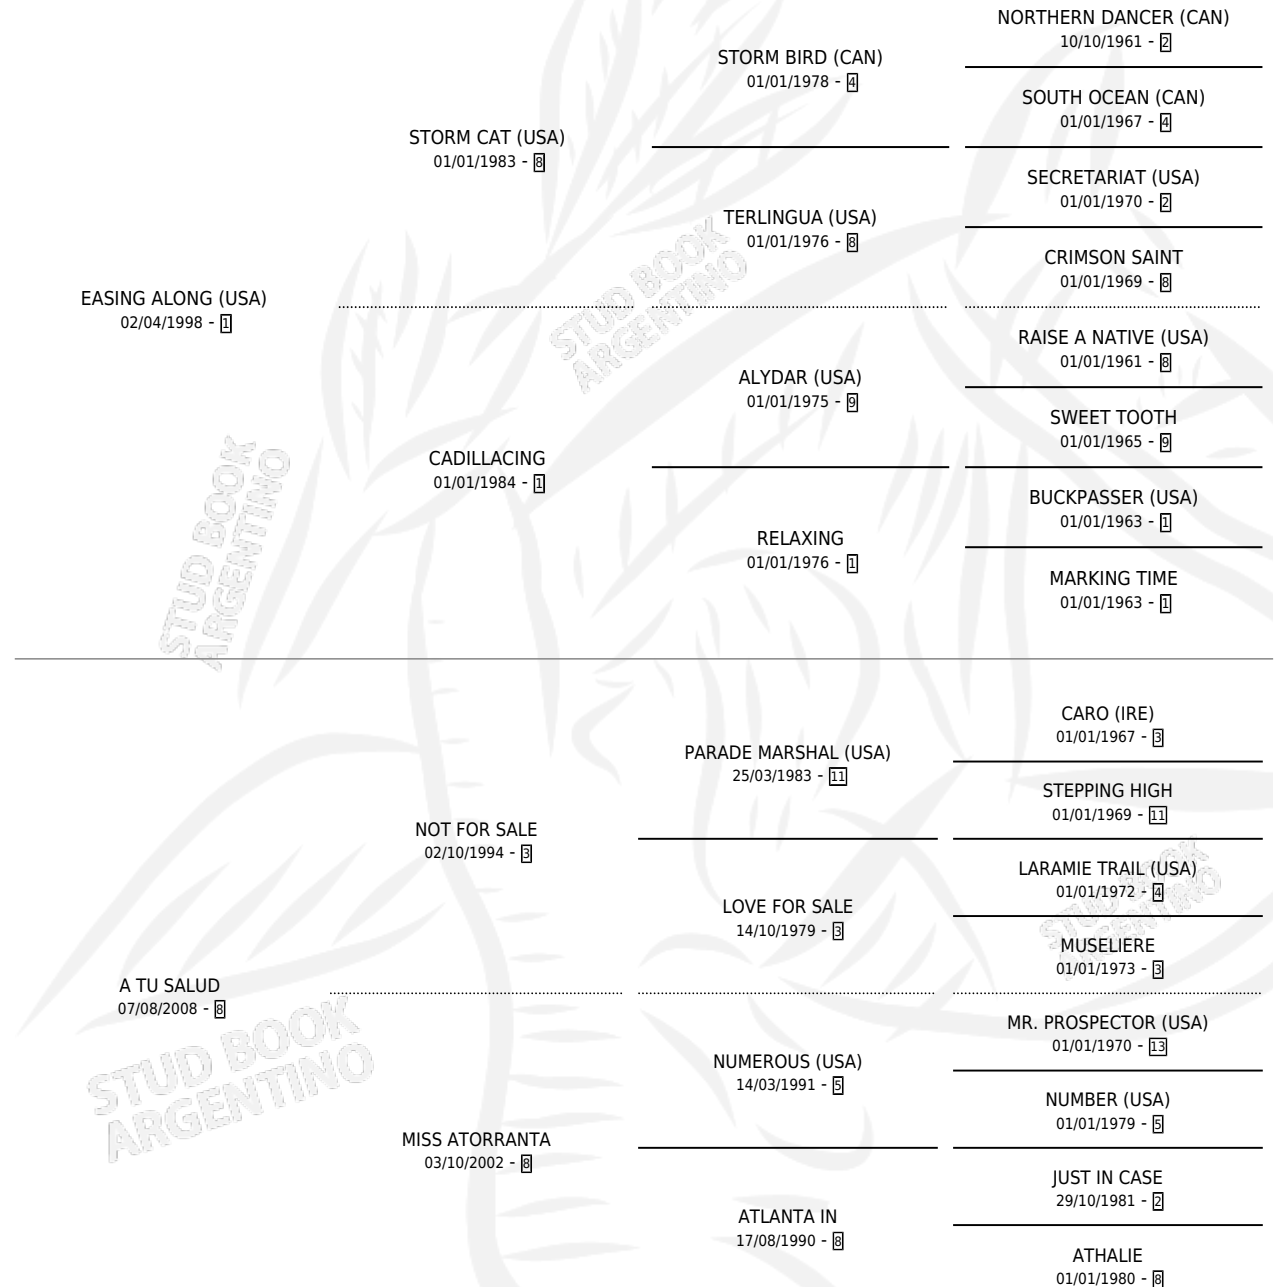 NORTHERN DANCER (CAN)
10/10/1961 - 2
STORM BIRD (CAN)
01/01/1978 - 4
SOUTH OCEAN (CAN)
01/01/1967 - 4
STORM CAT (USA)
01/01/1983 - 8
SECRETARIAT (USA)
01/01/1970 - 2
TERLINGUA (USA)
01/01/1976 - 8
CRIMSON SAINT
01/01/1969 - 8
EASING ALONG (USA)
02/04/1998 - 1
RAISE A NATIVE (USA)
01/01/1961 - 8
ALYDAR (USA)
01/01/1975 - 9
SWEET TOOTH
01/01/1965 - 9
CADILLACING
01/01/1984 - 1
BUCKPASSER (USA)
01/01/1963 - 1
RELAXING
01/01/1976 - 1
MARKING TIME
01/01/1963 - 1
CARO (IRE)
01/01/1967 - 3
PARADE MARSHAL (USA)
25/03/1983 - 11
STEPPING HIGH
01/01/1969 - 11
NOT FOR SALE
02/10/1994 - 3
LARAMIE TRAIL (USA)
01/01/1972 - 4
LOVE FOR SALE
14/10/1979 - 3
MUSELIERE
01/01/1973 - 3
A TU SALUD
07/08/2008 - 8
MR. PROSPECTOR (USA)
01/01/1970 - 13
NUMEROUS (USA)
14/03/1991 - 5
NUMBER (USA)
01/01/1979 - 5
MISS ATORRANTA
03/10/2002 - 8
JUST IN CASE
29/10/1981 - 2
ATLANTA IN
17/08/1990 - 8
ATHALIE
01/01/1980 - 8
STUD BOOK
ARGENTINO
STUD BOOK
ARGENTINO
STUD BOOK
ARGENTINO
STUD BOOK
ARGENTINO